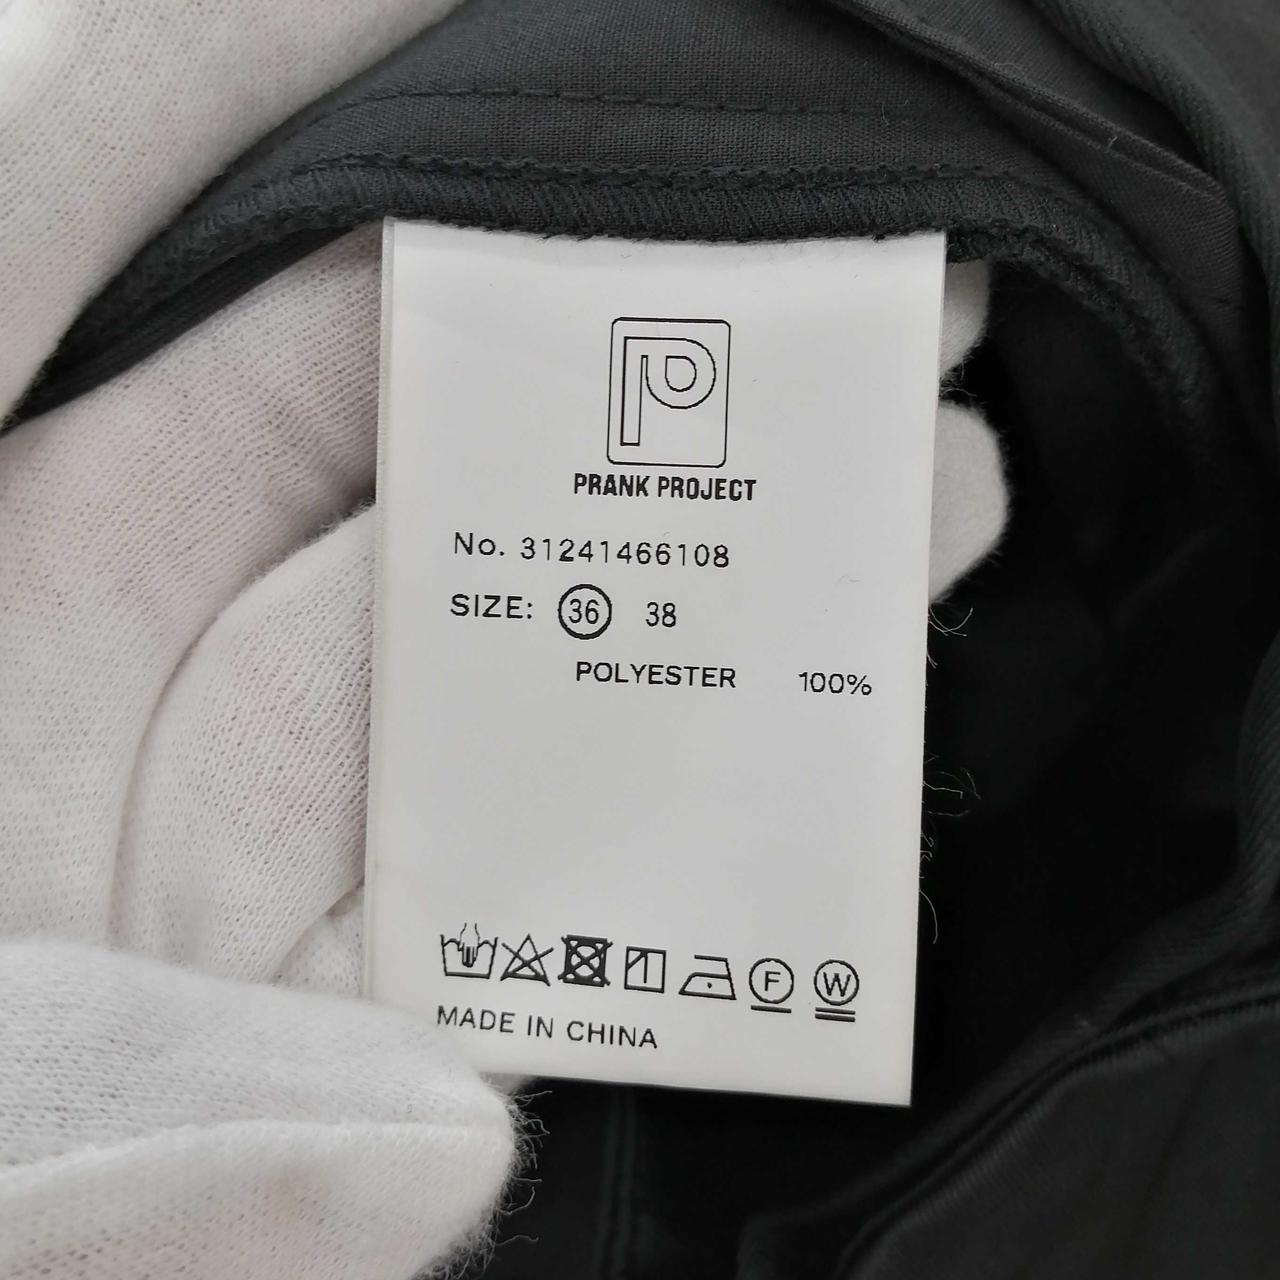 PRANK PROJECT
No. 31241466108
SIZE: 36 38
POLYESTER 100%
F W
MADE IN CHINA